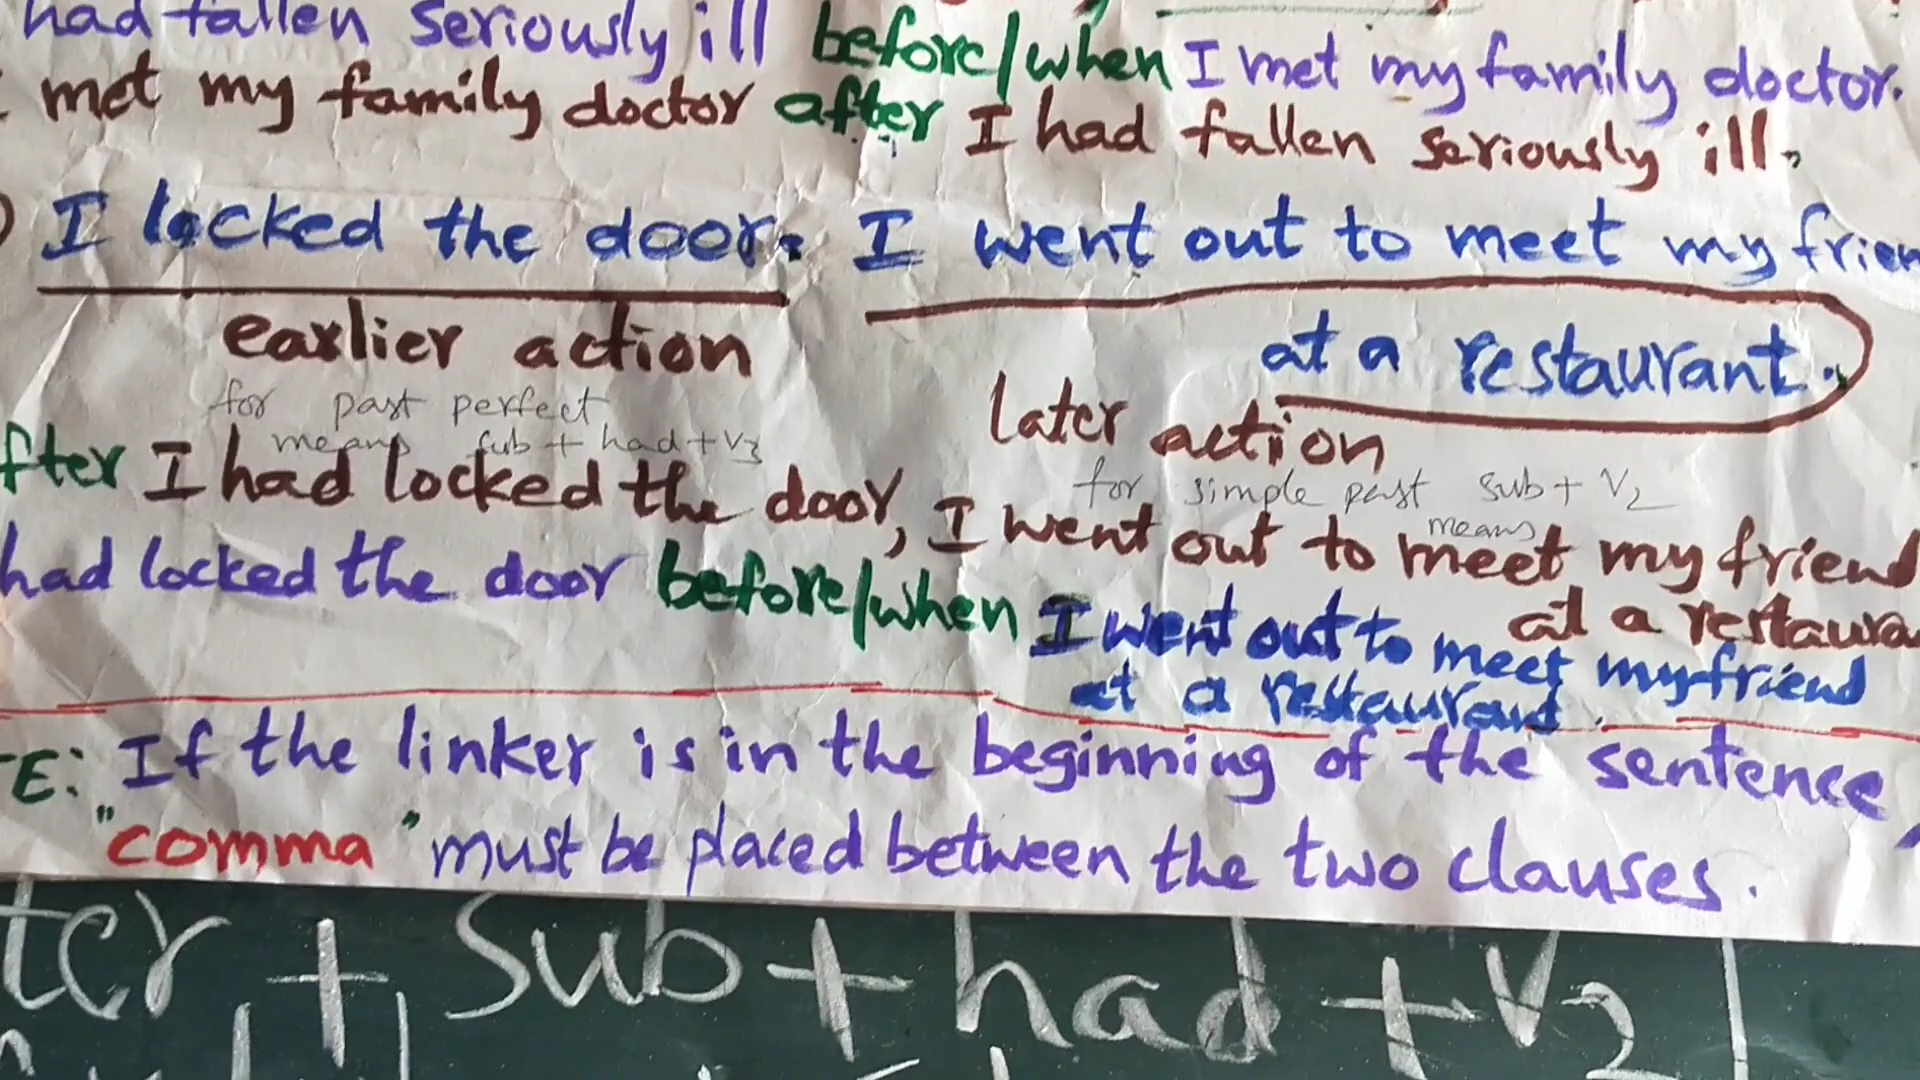 had fallen seriously ill before/when I met my family doctor.
met my family doctor after I had fallen seriously ill.
I locked the door. I went out to meet my frien
at a restaurant.
earlier action
later action
for past perfect
means sub + had + V3
for simple past sub + V2
means
fter I had locked the door, I went out to meet my friend
at a restaura
had locked the door before/when I went out to meet my friend
at a restaurant.
TE: If the linker is in the beginning of the sentence,
"comma" must be placed between the two clauses.
ter + sub + had + V3